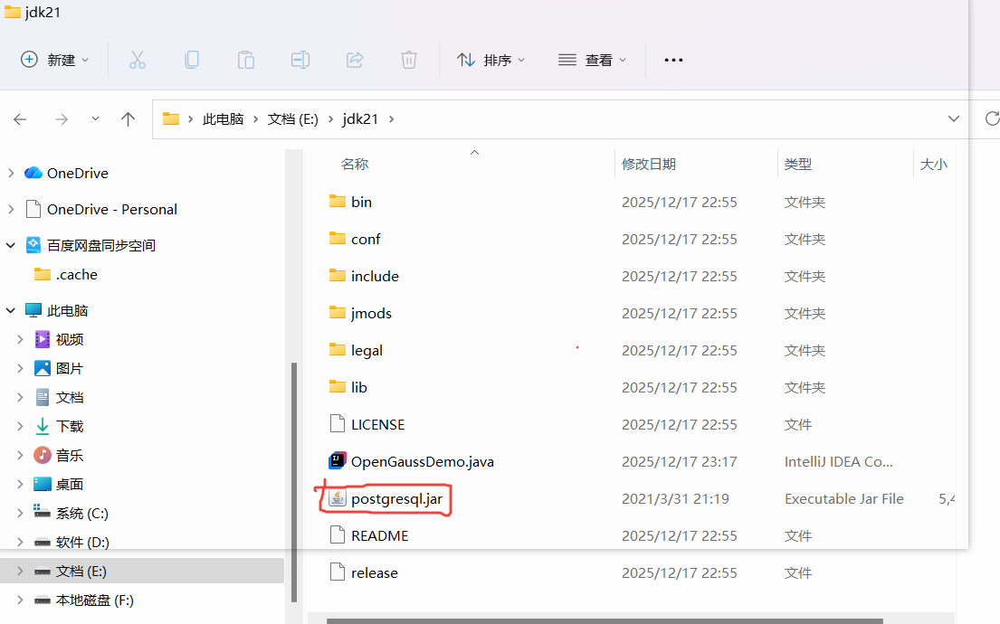 jdk21
新建 排序 查看
此电脑 文档 (E:) jdk21
名称 修改日期 类型 大小
OneDrive
OneDrive - Personal
百度网盘同步空间
.cache
此电脑
视频
图片
文档
下载
音乐
桌面
系统 (C:)
软件 (D:)
文档 (E:)
本地磁盘 (F:)
bin 2025/12/17 22:55 文件夹
conf 2025/12/17 22:55 文件夹
include 2025/12/17 22:55 文件夹
jmods 2025/12/17 22:55 文件夹
legal 2025/12/17 22:55 文件夹
lib 2025/12/17 22:55 文件夹
LICENSE 2025/12/17 22:55 文件
OpenGaussDemo.java 2025/12/17 23:17 IntelliJ IDEA Co...
postgresql.jar 2021/3/31 21:19 Executable Jar File
README 2025/12/17 22:55 文件
release 2025/12/17 22:55 文件